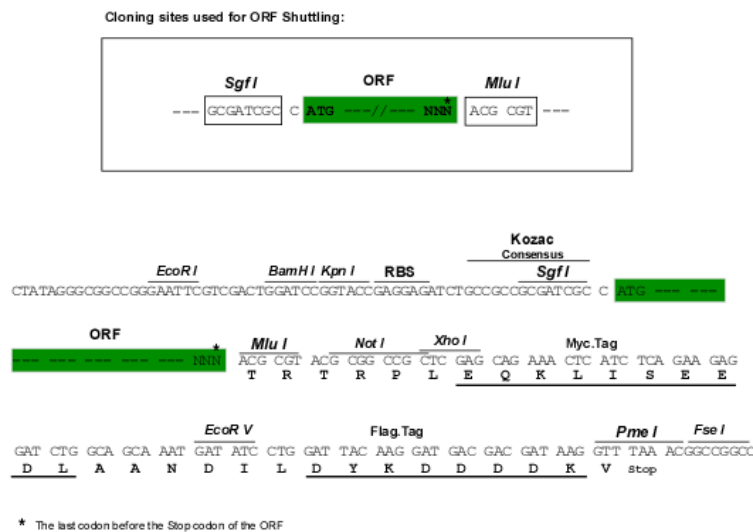 Cloning sites used for ORF Shuttling:
Sgf I ORF Mlu I
--- GCGATCGC C ATG ---//--- NNN* ACG CGT ---
Kozac
Consensus
EcoR I BamH I Kpn I RBS Sgf I
CTATAGGGCGGCCGGGAATTCGTCGACTGGATCCGGTACCGAGGAGATCTGCCGCCGCGATCGC C ATG --- ---
ORF Mlu I Not I Xho I Myc.Tag
--- --- --- --- --- --- NNN* ACG CGT ACG CGG CCG CTC GAG CAG AAA CTC ATC TCA GAA GAG
T R T R P L E Q K L I S E E
EcoR V Flag.Tag Pme I Fse I
GAT CTG GCA GCA AAT GAT ATC CTG GAT TAC AAG GAT GAC GAC GAT AAG GTT TAA ACGGCCGGCC
D L A A N D I L D Y K D D D D K V Stop
* The last codon before the Stop codon of the ORF